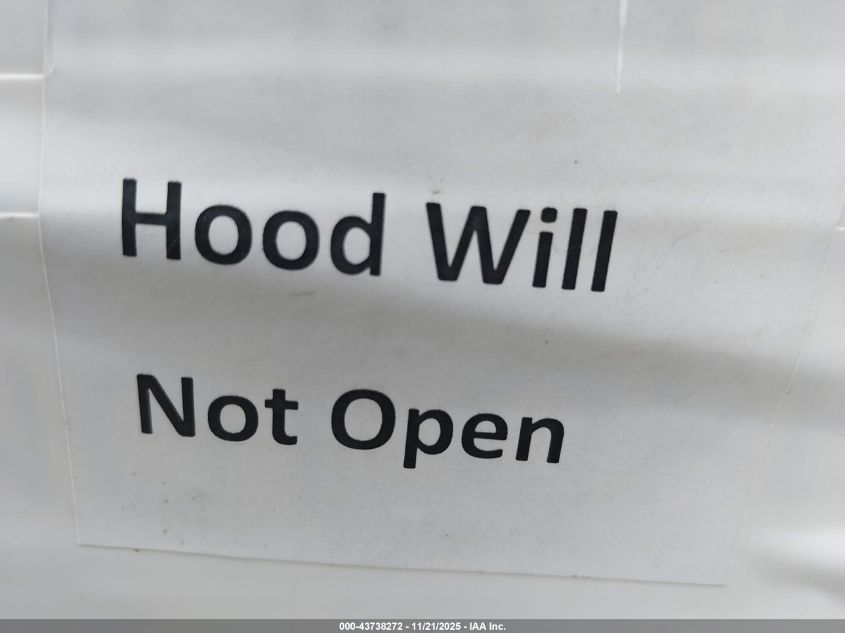 Hood Will
Not Open
000-43738272 - 11/21/2025 - IAA Inc.